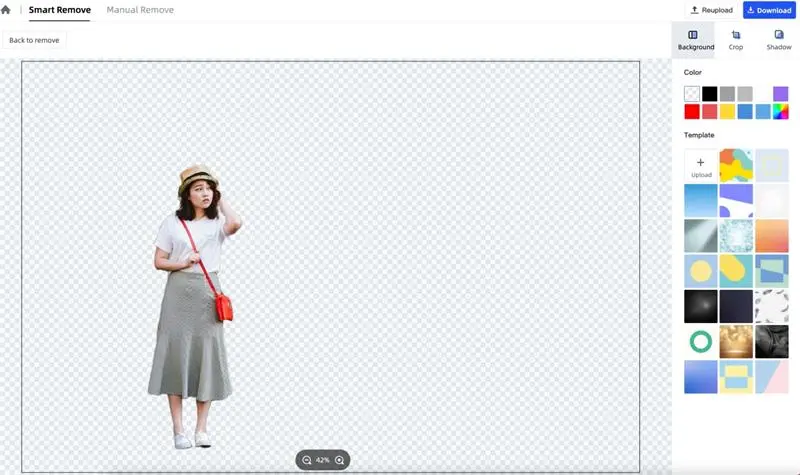 Smart Remove
Manual Remove
Reupload
Download
Back to remove
Background
Crop
Shadow
Color
Template
Upload
42%